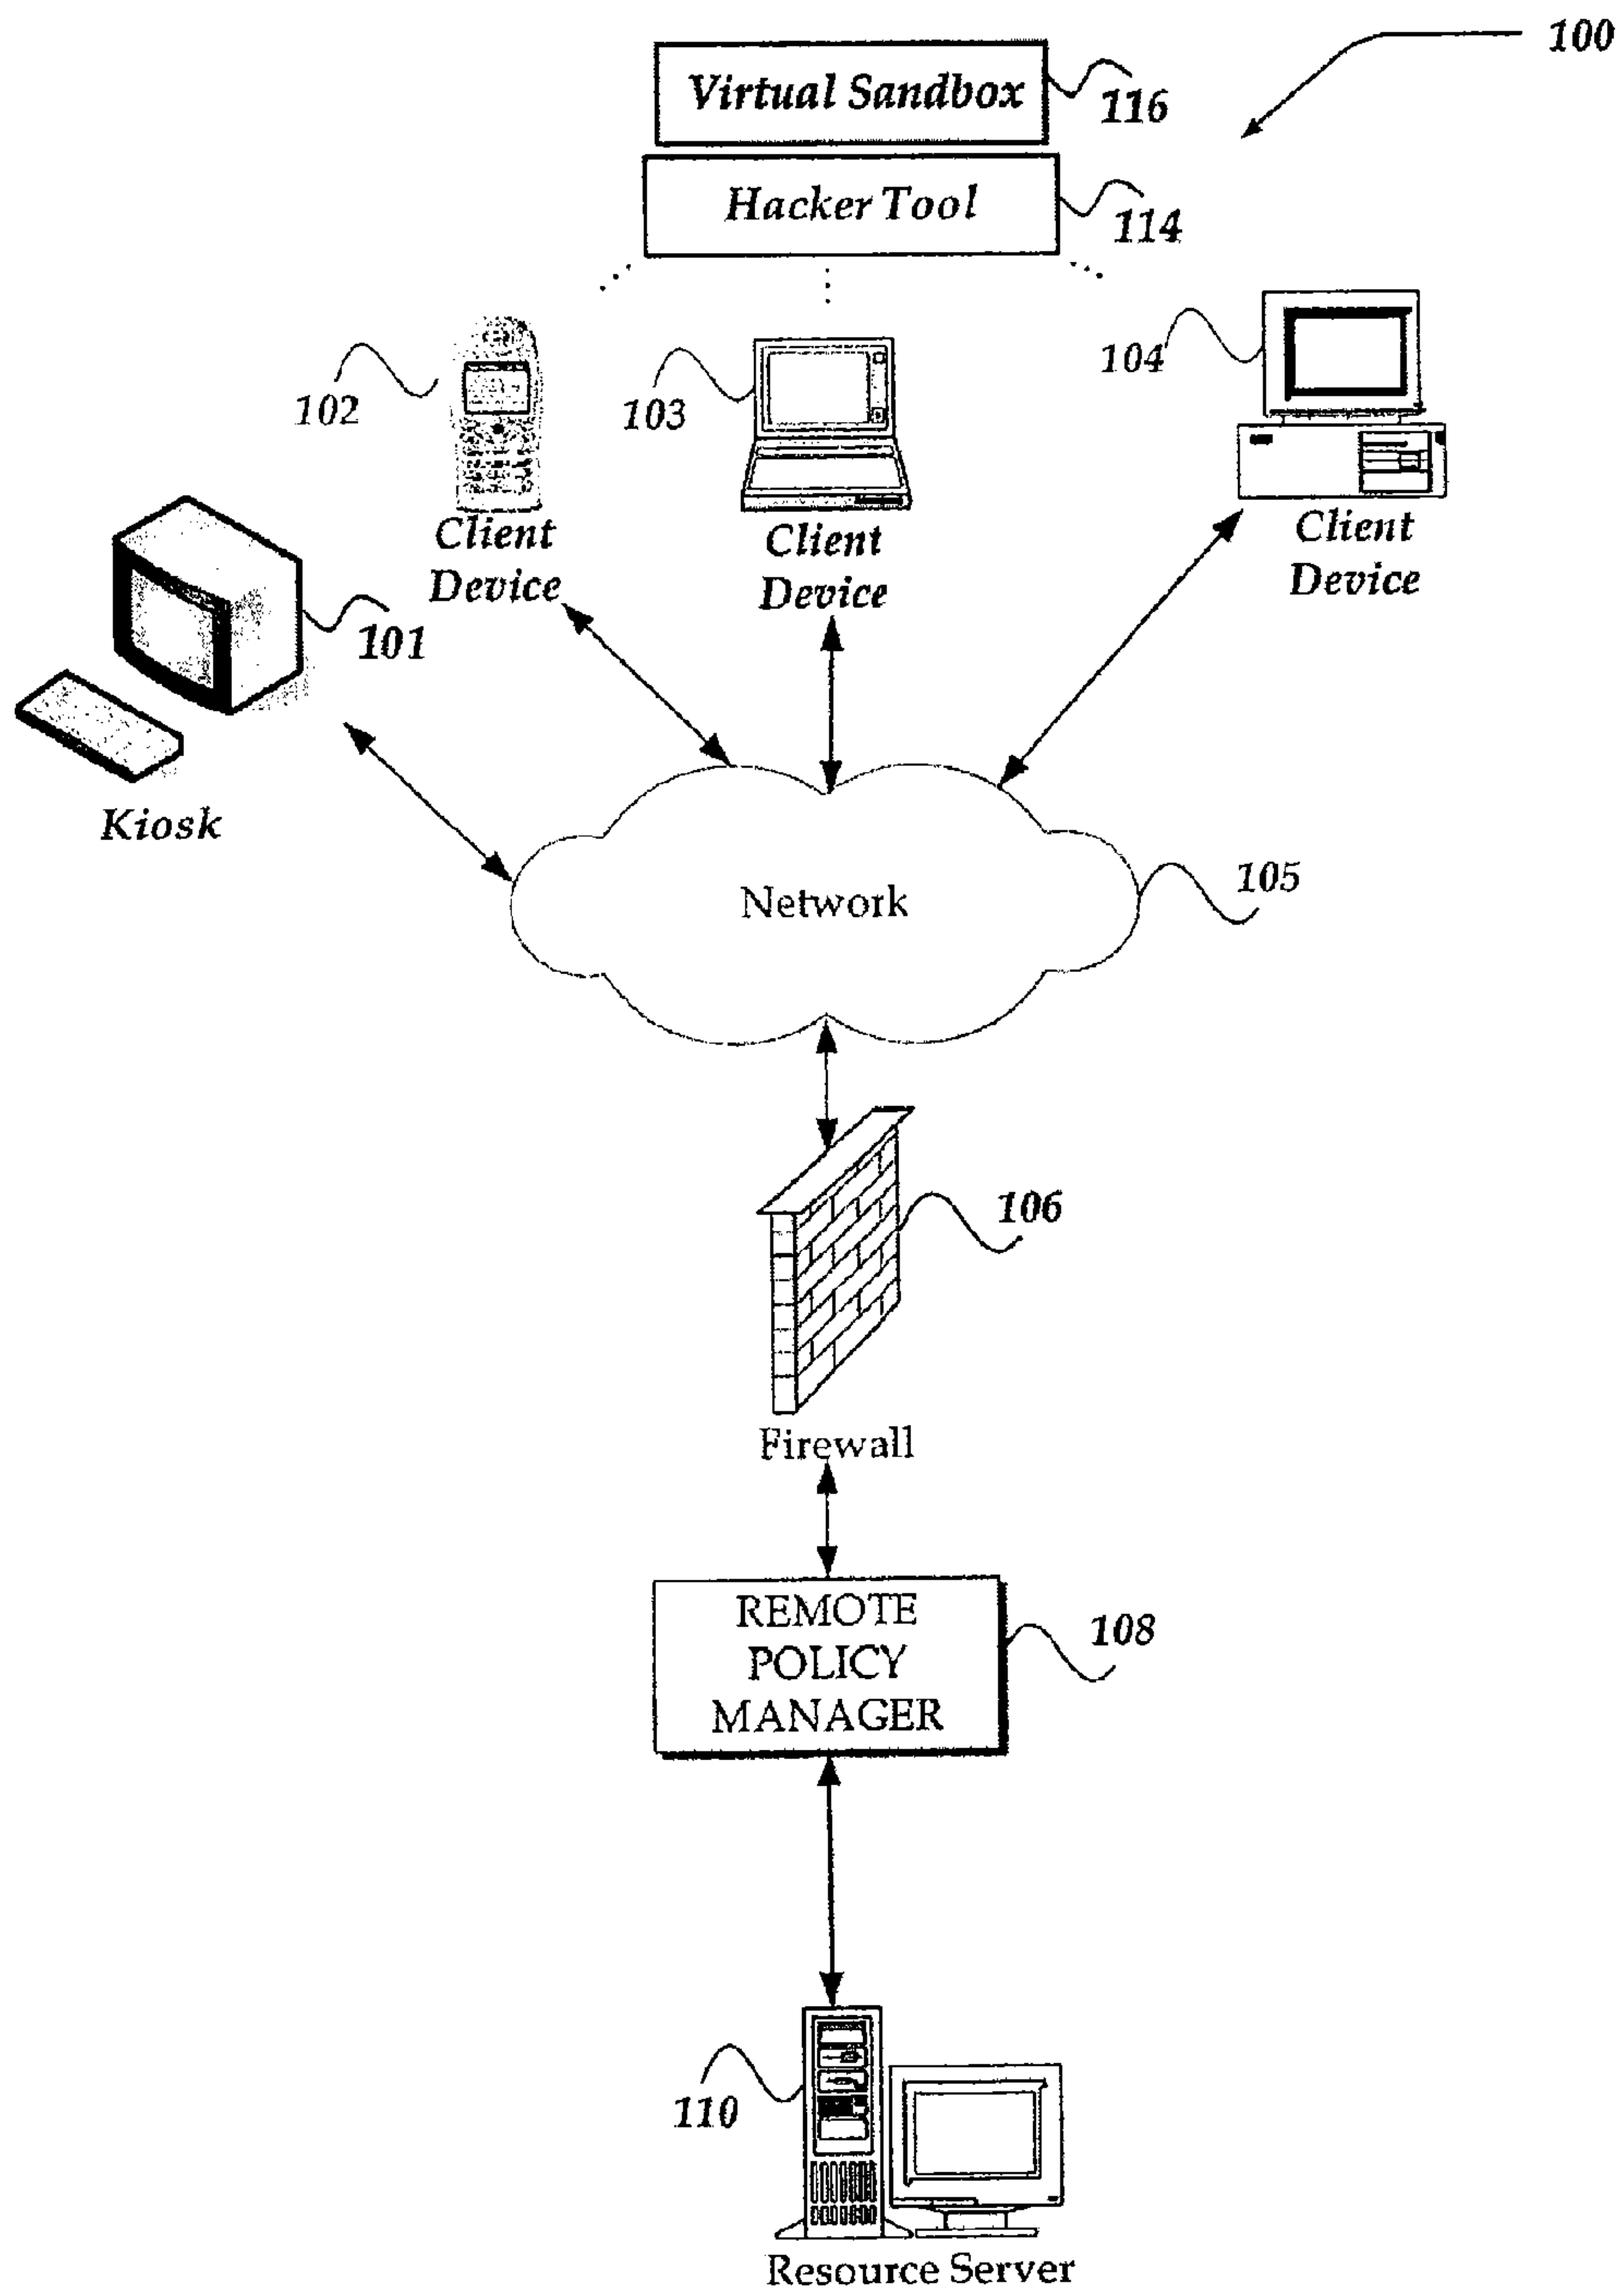 100
Virtual Sandbox
116
Hacker Tool
114
102
103
104
Client
Device
Client
Device
Client
Device
101
Kiosk
Network
105
106
Firewall
REMOTE
POLICY
MANAGER
108
110
Resource Server